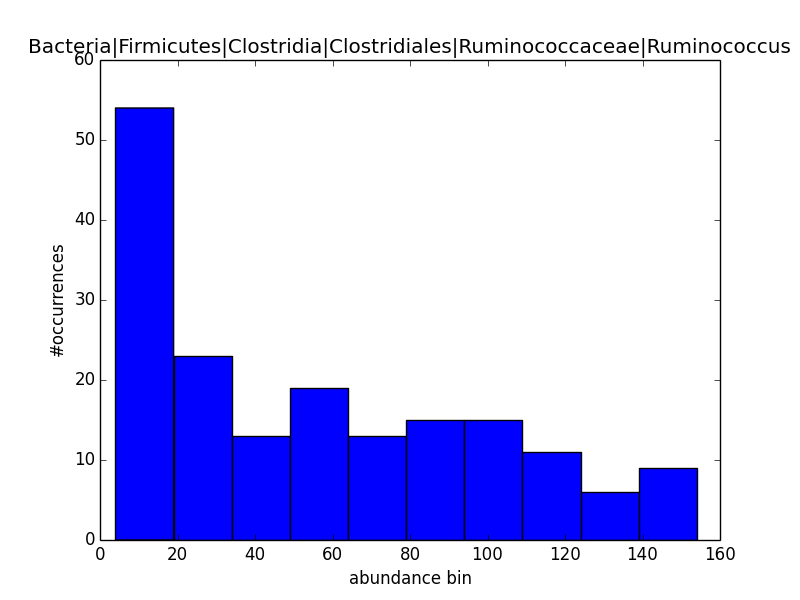 Bacteria|Firmicutes|Clostridia|Clostridiales|Ruminococcaceae|Ruminococcus
60
50
40
30
20
10
0
#occurrences
0 20 40 60 80 100 120 140 160
abundance bin